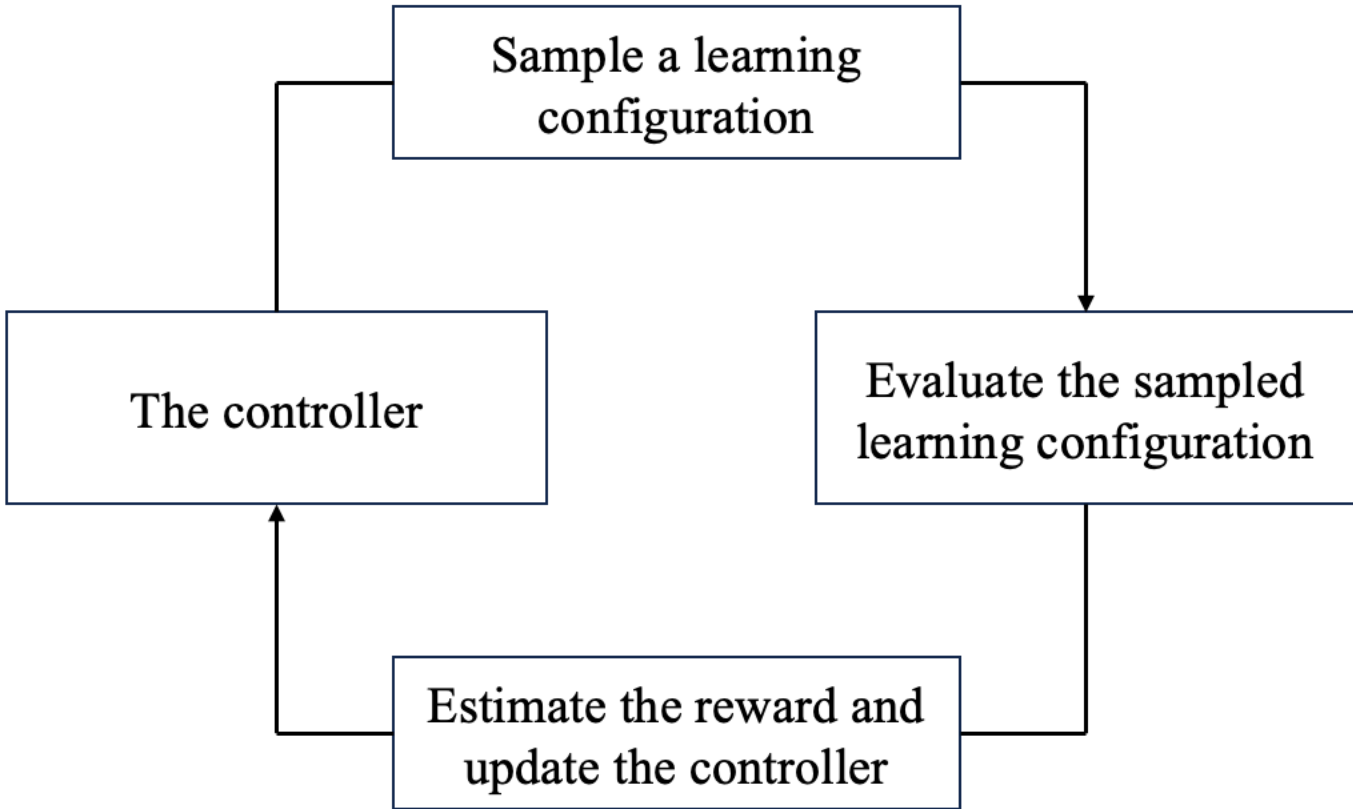 Sample a learning
configuration
The controller
Evaluate the sampled
learning configuration
Estimate the reward and
update the controller